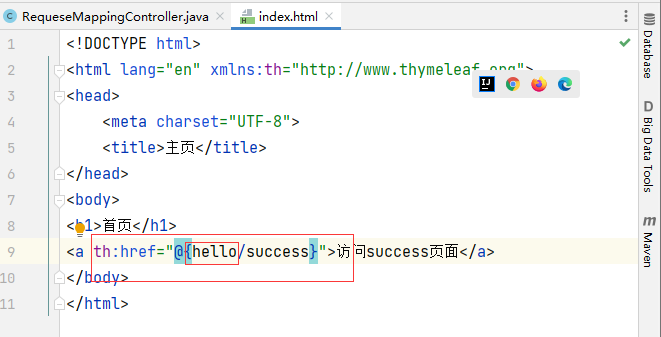 RequeseMappingController.java index.html
1 <!DOCTYPE html>
2 <html lang="en" xmlns:th="http://www.thymeleaf.org">
3 <head>
4 <meta charset="UTF-8">
5 <title>主页</title>
6 </head>
7 <body>
8 <h1>首页</h1>
9 <a th:href="@{hello/success}">访问success页面</a>
10 </body>
11 </html>
Database
D Big Data Tools
m Maven